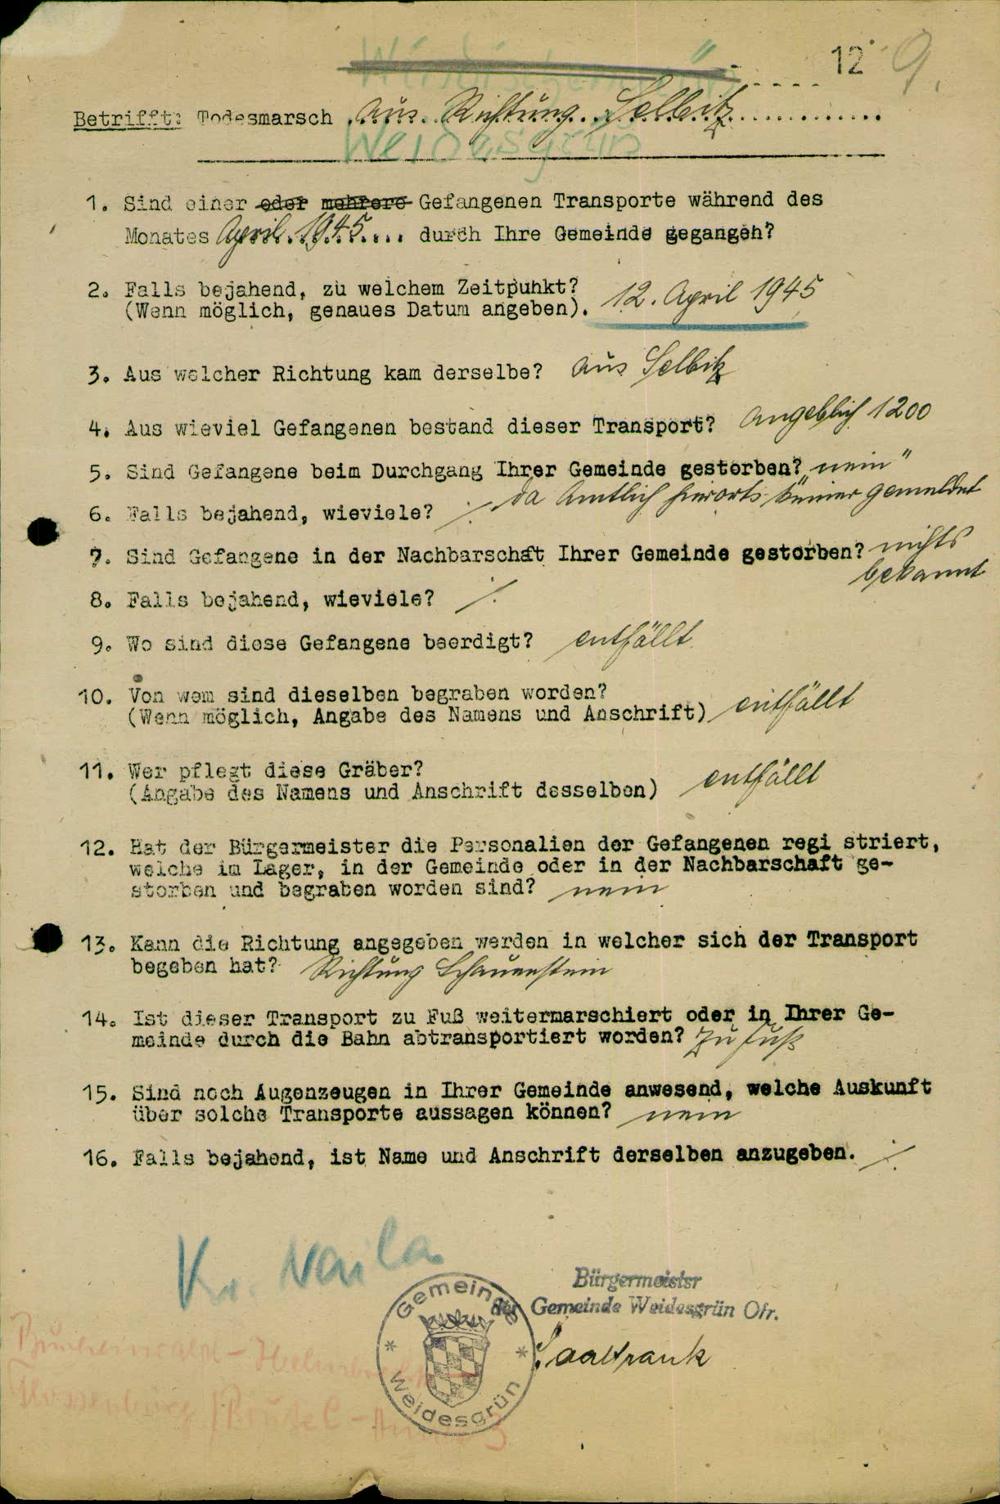 12 9.
Betrifft: Todesmarsch aus Richtung Selbitz
Weidesgrün
1. Sind einer oder mehrere Gefangenen Transporte während des
Monates April 1945 durch Ihre Gemeinde gegangen?
2. Falls bejahend, zu welchem Zeitpunkt?
(Wenn möglich, genaues Datum angeben). 12. April 1945
3. Aus welcher Richtung kam derselbe? aus Selbitz
4. Aus wieviel Gefangenen bestand dieser Transport? angeblich 1200
5. Sind Gefangene beim Durchgang Ihrer Gemeinde gestorben? nein"
da Amtlich hierorts keiner gemeldet
6. Falls bejahend, wieviele? ·/·
7. Sind Gefangene in der Nachbarschaft Ihrer Gemeinde gestorben? nichts
bekannt
8. Falls bejahend, wieviele? ·/·
9. Wo sind diese Gefangene beerdigt? entfällt
10. Von wem sind dieselben begraben worden?
(Wenn möglich, Angabe des Namens und Anschrift) entfällt
11. Wer pflegt diese Gräber?
(Angabe des Namens und Anschrift desselben) entfällt
12. Hat der Bürgermeister die Personalien der Gefangenen regi striert,
welche im Lager, in der Gemeinde oder in der Nachbarschaft ge-
storben und begraben worden sind? nein
13. Kann die Richtung angegeben werden in welcher sich der Transport
begeben hat? Richtung Schauenstein
14. Ist dieser Transport zu Fuß weitermarschiert oder in Ihrer Ge-
meinde durch die Bahn abtransportiert worden? Zu Fuß
15. Sind noch Augenzeugen in Ihrer Gemeinde anwesend, welche Auskunft
über solche Transporte aussagen können? nein
16. Falls bejahend, ist Name und Anschrift derselben anzugeben. ·/·
Kr. Naila
Bürgermeister
der Gemeinde Weidesgrün Ofr.
Gemeinde
Weidesgrün
Saalfrank